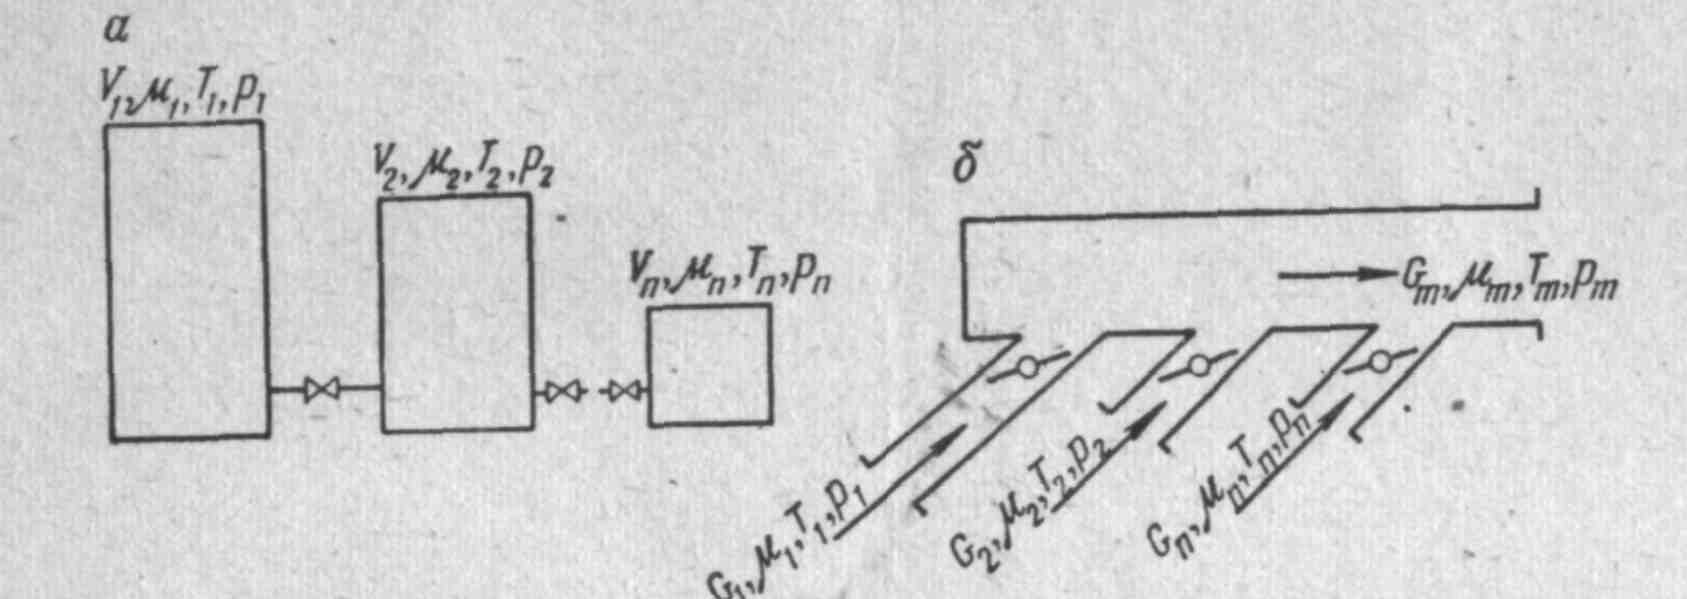 а
V₁, μ₁, T₁, p₁
V₂, μ₂, T₂, p₂
Vₙ, μₙ, Tₙ, pₙ
б
Gₘ, μₘ, Tₘ, pₘ
G₁, μ₁, T₁, p₁
G₂, μ₂, T₂, p₂
Gₙ, μₙ, Tₙ, pₙ